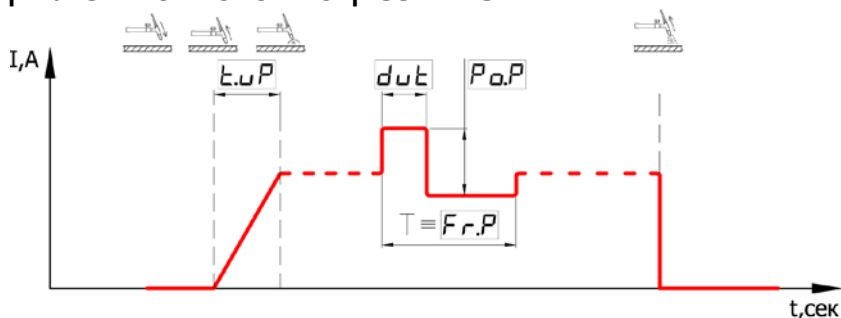 I,A
t.uP
dut
Po.P
T ≡ Fr.P
t,сек